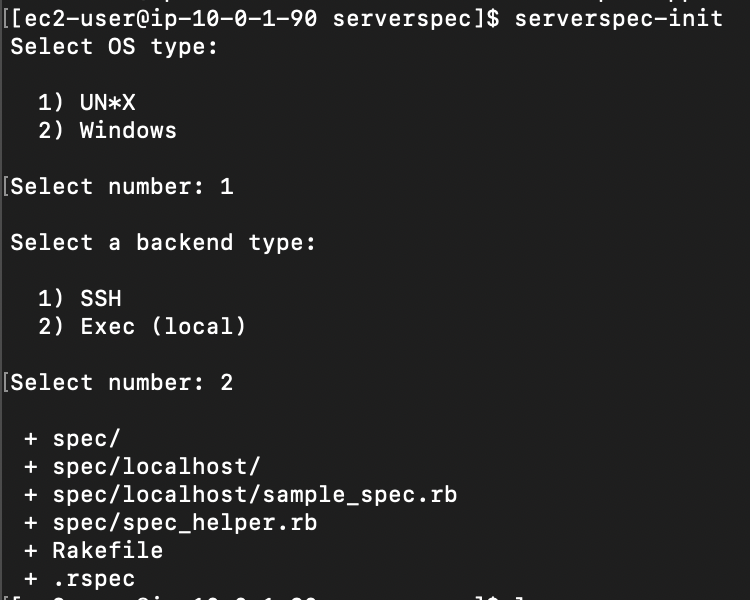 [[ec2-user@ip-10-0-1-90 serverspec]$ serverspec-init
Select OS type:
1) UN*X
2) Windows
[Select number: 1
Select a backend type:
1) SSH
2) Exec (local)
[Select number: 2
+ spec/
+ spec/localhost/
+ spec/localhost/sample_spec.rb
+ spec/spec_helper.rb
+ Rakefile
+ .rspec